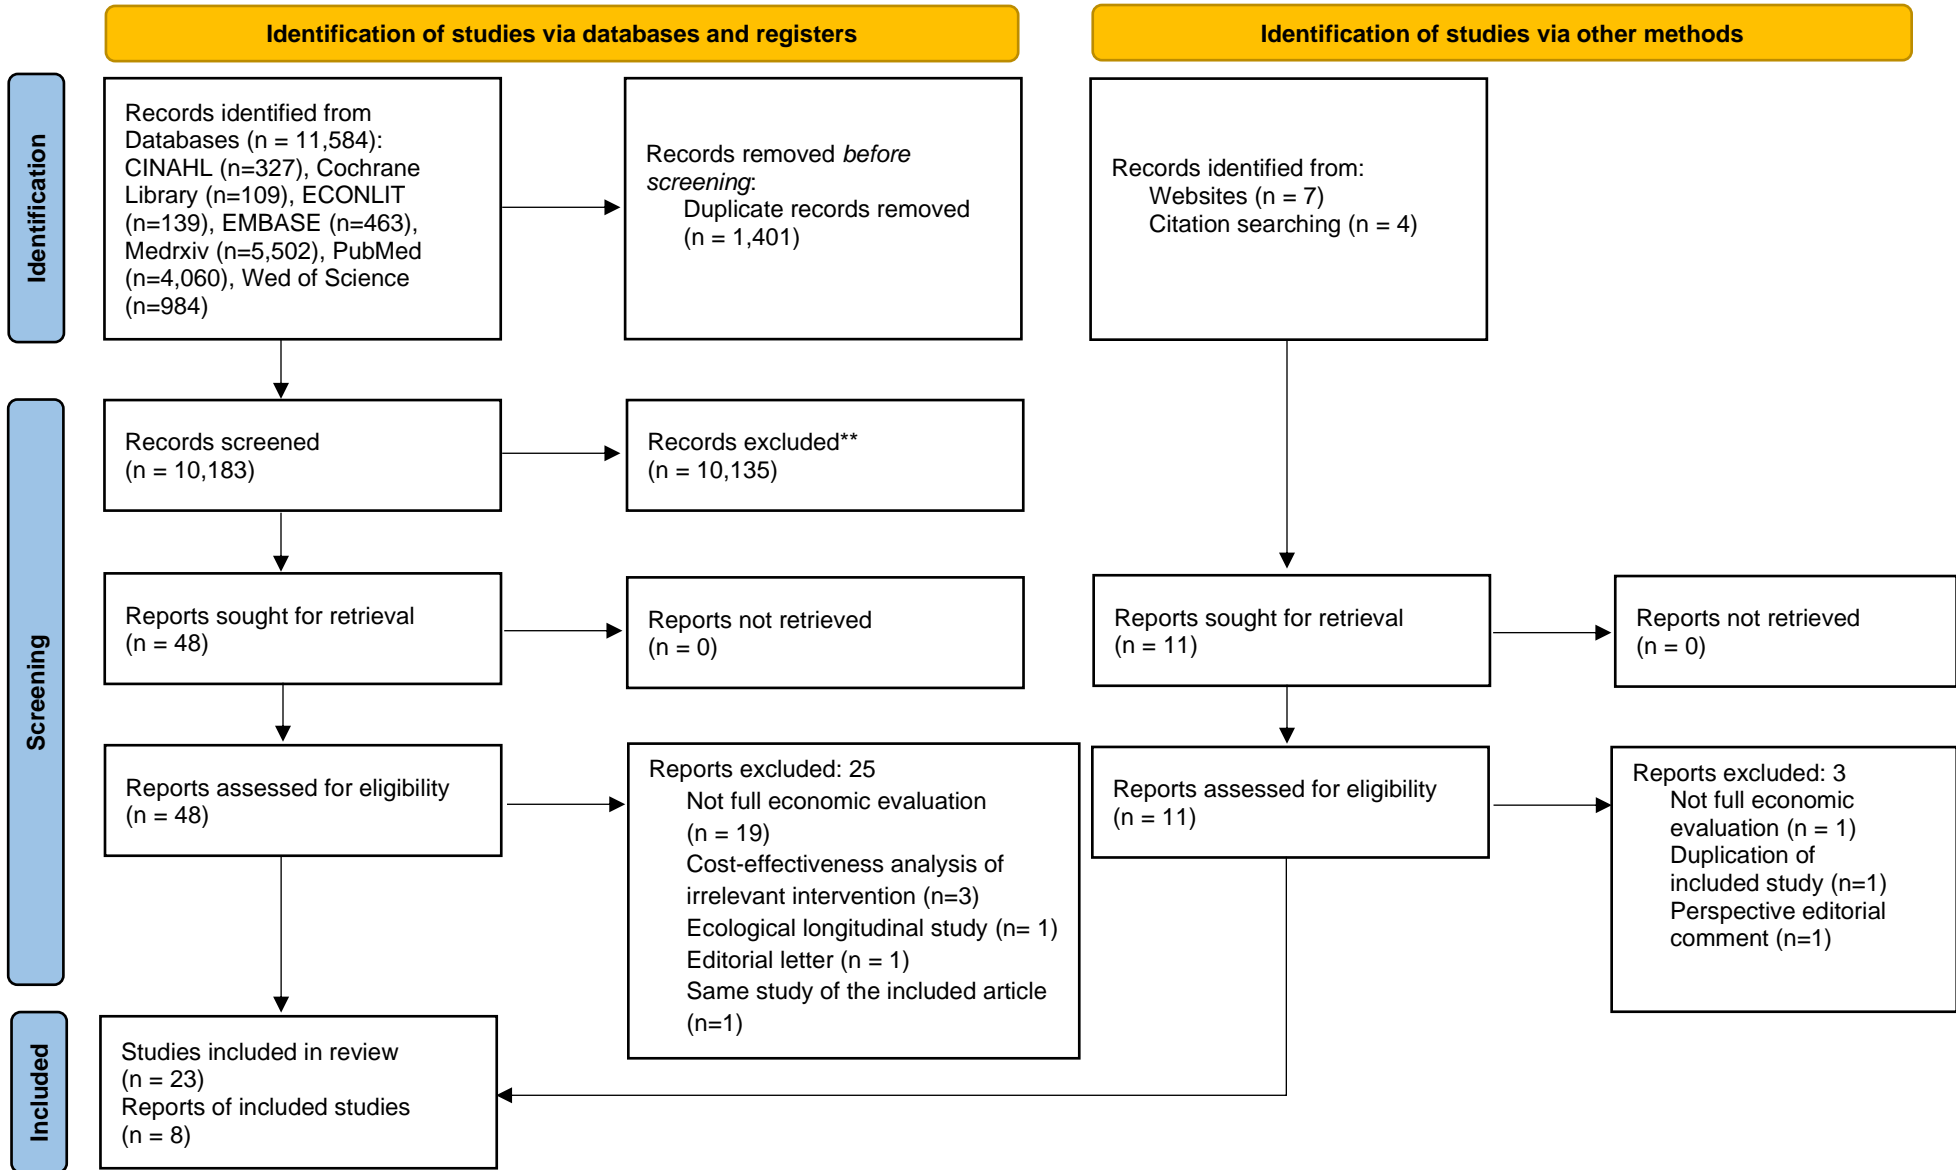 Identification of studies via databases and registers
Identification of studies via other methods
Identification
Records identified from
Databases (n = 11,584):
CINAHL (n=327), Cochrane
Library (n=109), ECONLIT
(n=139), EMBASE (n=463),
Medrxiv (n=5,502), PubMed
(n=4,060), Wed of Science
(n=984)
Records removed before
screening:
Duplicate records removed
(n = 1,401)
Records identified from:
Websites (n = 7)
Citation searching (n = 4)
Screening
Records screened
(n = 10,183)
Records excluded**
(n = 10,135)
Reports sought for retrieval
(n = 48)
Reports not retrieved
(n = 0)
Reports sought for retrieval
(n = 11)
Reports not retrieved
(n = 0)
Reports assessed for eligibility
(n = 48)
Reports excluded: 25
Not full economic evaluation
(n = 19)
Cost-effectiveness analysis of
irrelevant intervention (n=3)
Ecological longitudinal study (n= 1)
Editorial letter (n = 1)
Same study of the included article
(n=1)
Reports assessed for eligibility
(n = 11)
Reports excluded: 3
Not full economic
evaluation (n = 1)
Duplication of
included study (n=1)
Perspective editorial
comment (n=1)
Included
Studies included in review
(n = 23)
Reports of included studies
(n = 8)